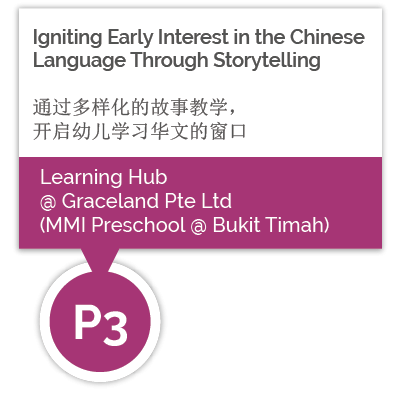 Igniting Early Interest in the Chinese
Language Through Storytelling
通过多样化的故事教学，
开启幼儿学习华文的窗口
Learning Hub
@ Graceland Pte Ltd
(MMI Preschool @ Bukit Timah)
P3